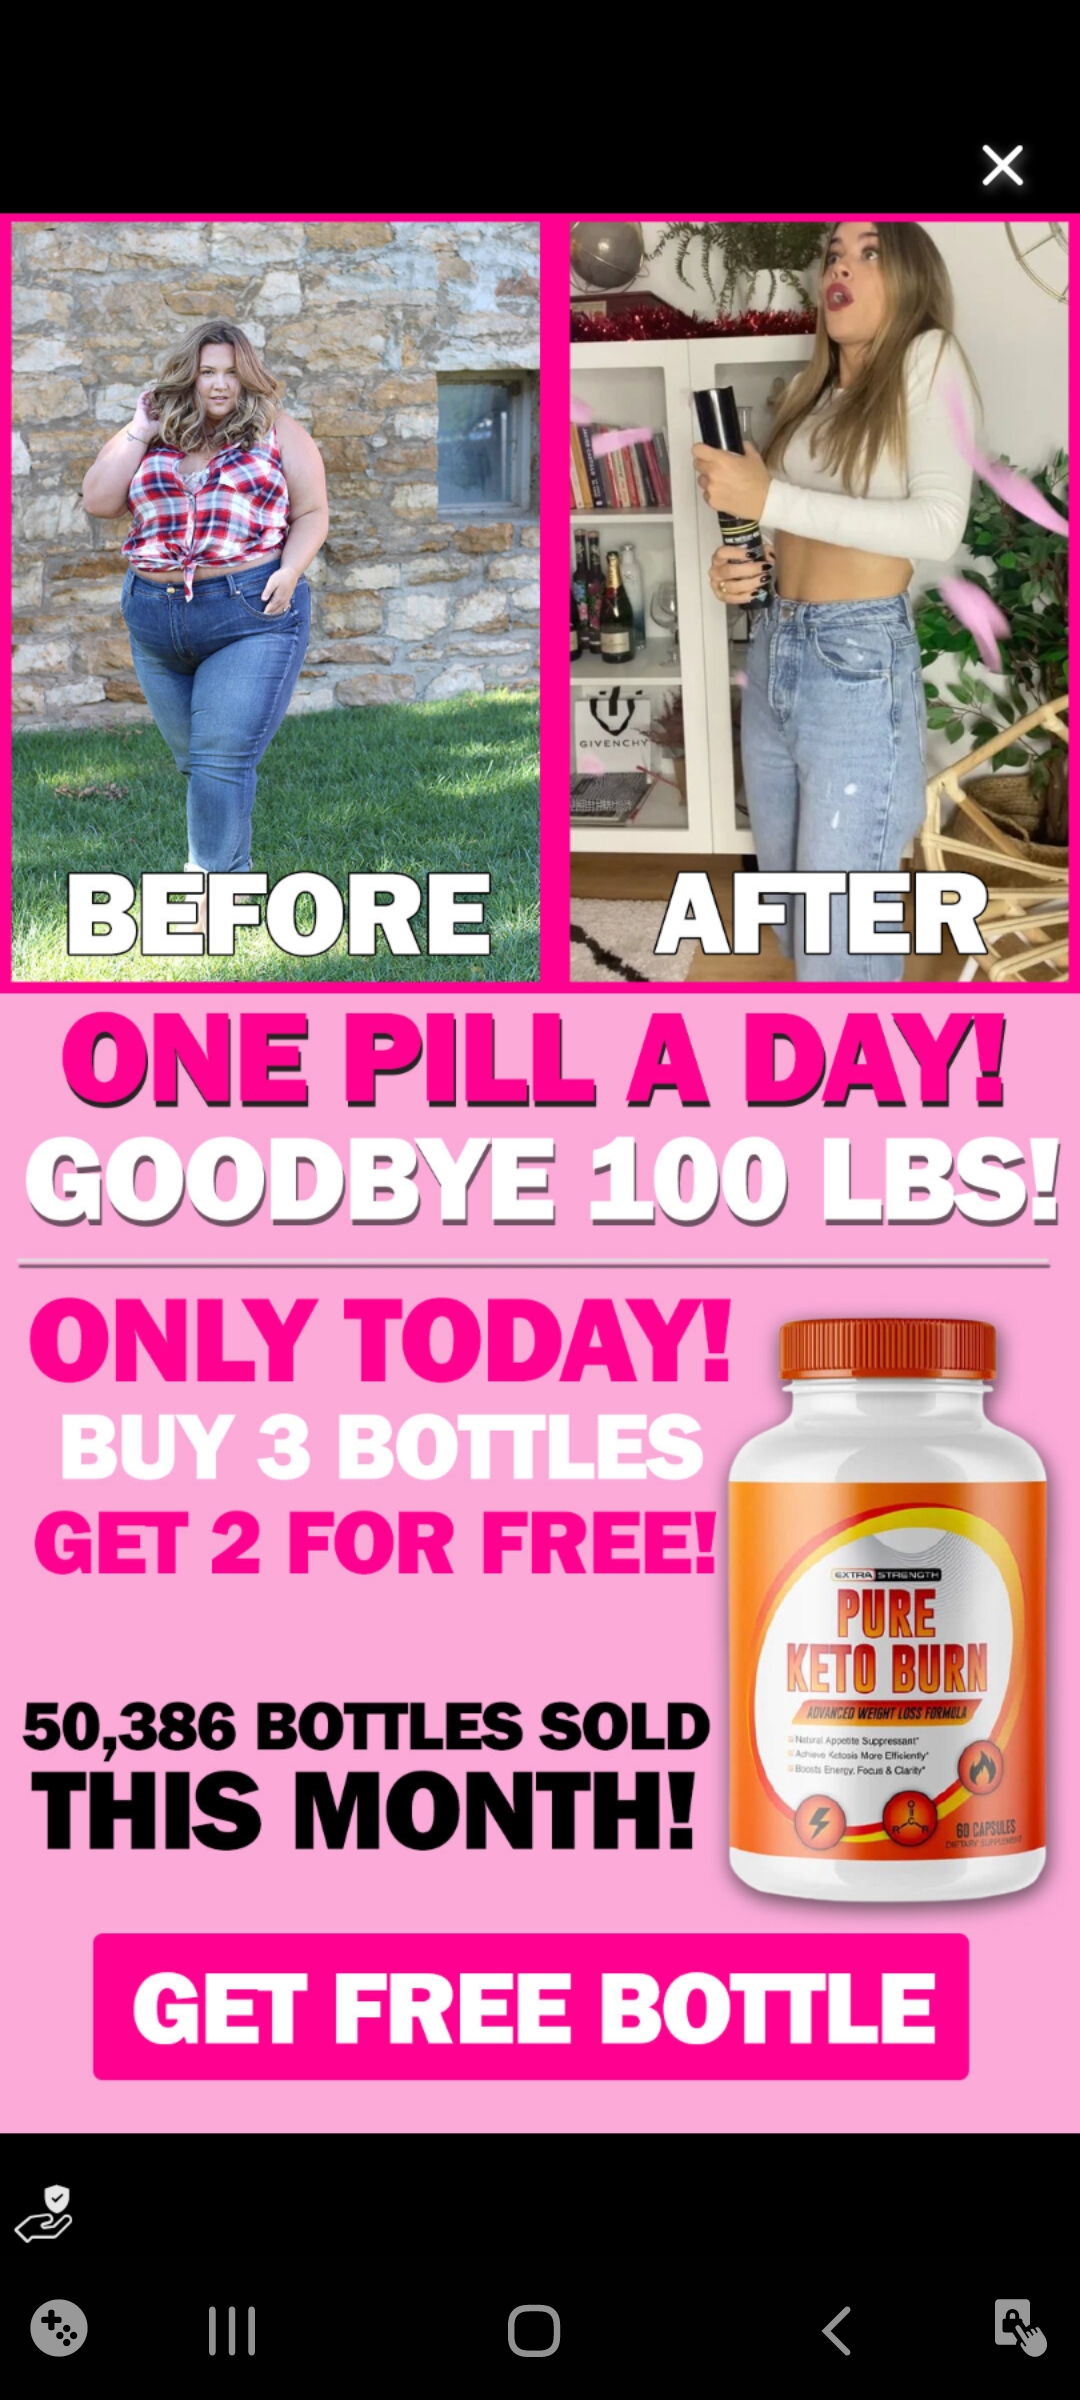 GIVENCHY
BEFORE
AFTER
ONE PILL A DAY!
GOODBYE 100 LBS!
ONLY TODAY!
BUY 3 BOTTLES
GET 2 FOR FREE!
50,386 BOTTLES SOLD
THIS MONTH!
EXTRA STRENGTH
PURE
KETO BURN
ADVANCED WEIGHT LOSS FORMULA
Natural Appetite Suppressant*
Achieve Ketosis More Efficiently*
Boosts Energy, Focus & Clarity*
O
R C R
60 CAPSULES
DIETARY SUPPLEMENT
GET FREE BOTTLE